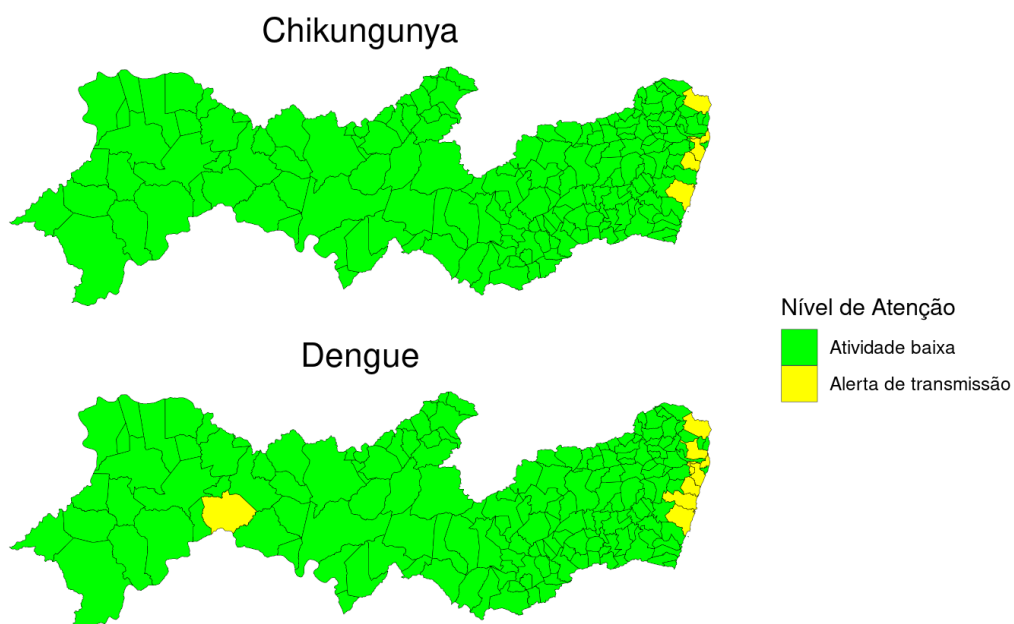 Chikungunya
Dengue
Nível de Atenção
Atividade baixa
Alerta de transmissão